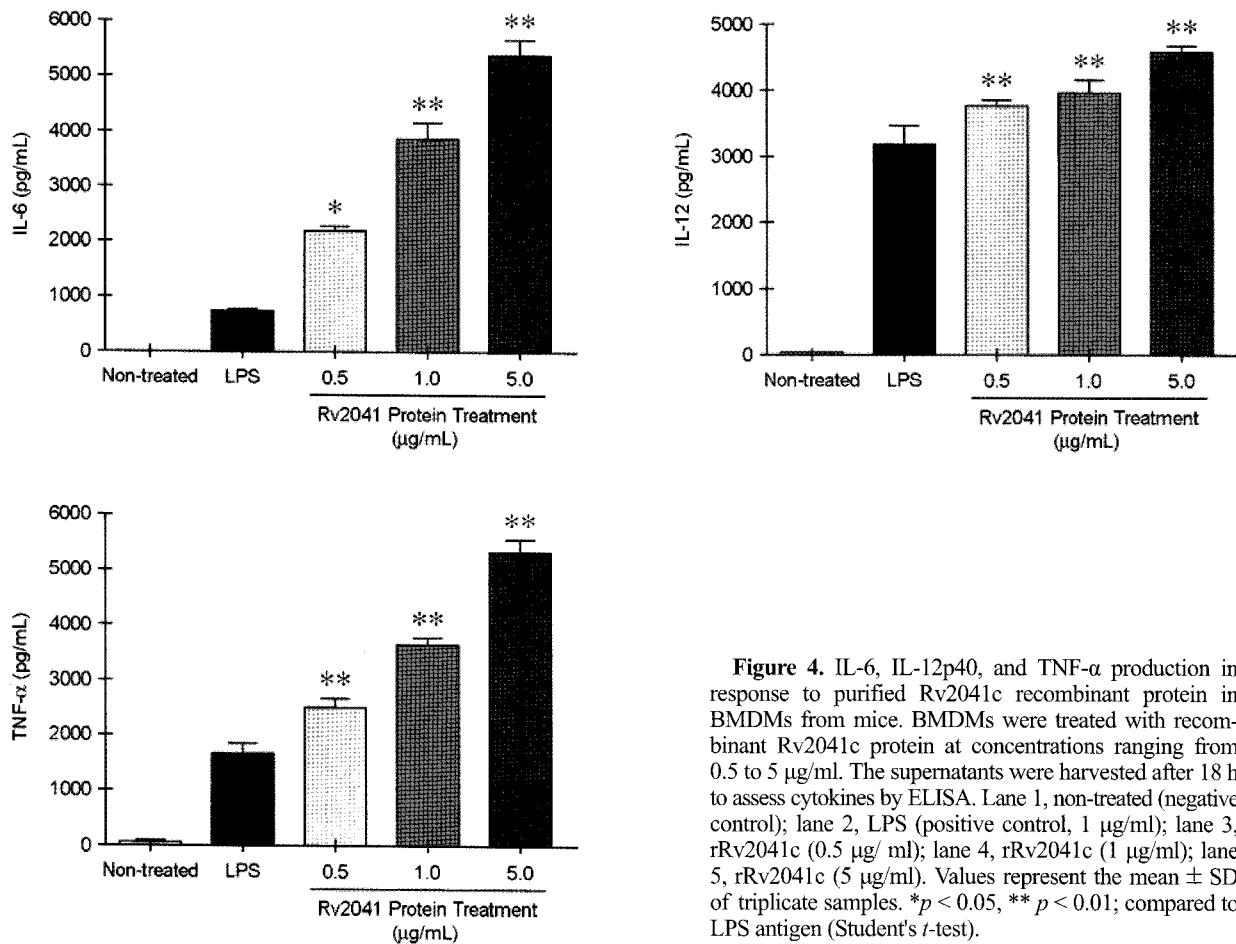 6000
5000
4000
3000
2000
1000
0
IL-6 (pg/mL)
*
**
**
Non-treated LPS 0.5 1.0 5.0
Rv2041 Protein Treatment
(μg/mL)
5000
4000
3000
2000
1000
0
IL-12 (pg/mL)
**
**
**
Non-treated LPS 0.5 1.0 5.0
Rv2041 Protein Treatment
(μg/mL)
6000
5000
4000
3000
2000
1000
0
TNF-α (pg/mL)
**
**
**
Non-treated LPS 0.5 1.0 5.0
Rv2041 Protein Treatment
(μg/mL)
Figure 4. IL-6, IL-12p40, and TNF-α production in
response to purified Rv2041c recombinant protein in
BMDMs from mice. BMDMs were treated with recom-
binant Rv2041c protein at concentrations ranging from
0.5 to 5 μg/ml. The supernatants were harvested after 18 h
to assess cytokines by ELISA. Lane 1, non-treated (negative
control); lane 2, LPS (positive control, 1 μg/ml); lane 3,
rRv2041c (0.5 μg/ ml); lane 4, rRv2041c (1 μg/ml); lane
5, rRv2041c (5 μg/ml). Values represent the mean ± SD
of triplicate samples. *p < 0.05, ** p < 0.01; compared to
LPS antigen (Student's t-test).